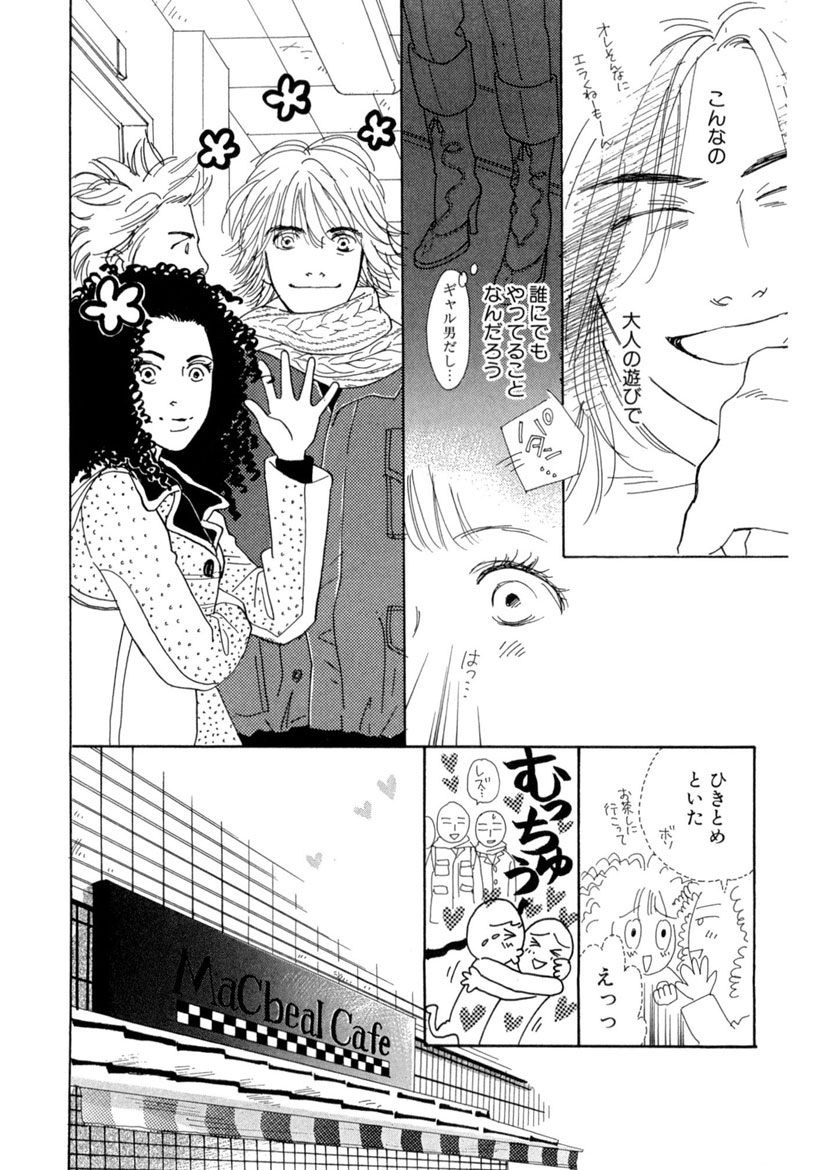 オレそんなに
エラくねーもーん
こんなの
大人の遊びで
誰にでも
やってること
なんだろう
ギャル男だし…
パタン…
はっ…
ひきとめ
といた
ボソ
お茶しに
行こって
えっっ
むっちゅう
レズ…
MaCbeal Cafe